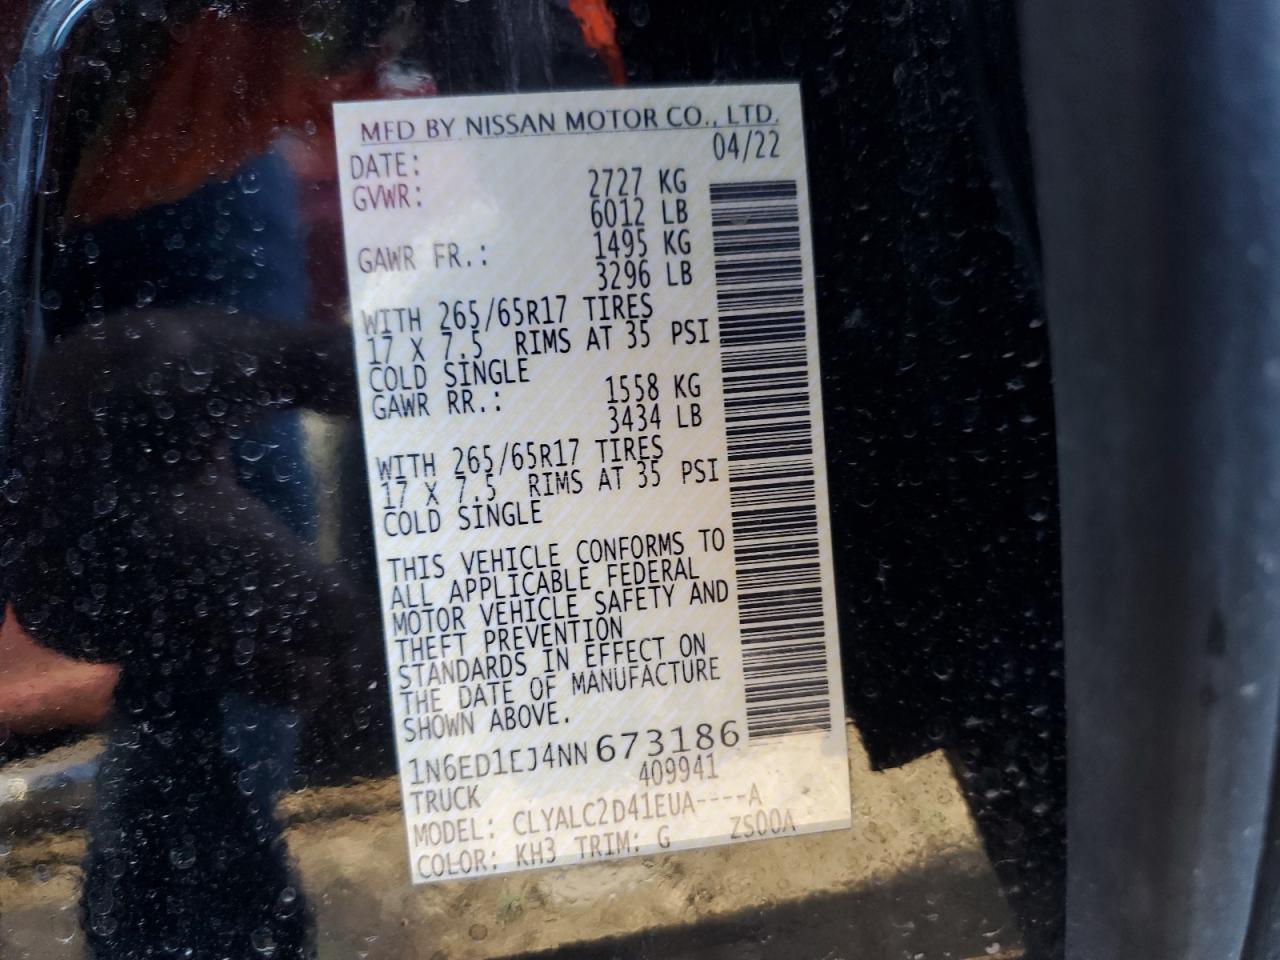 MFD BY NISSAN MOTOR CO., LTD.
DATE: 04/22
GVWR: 2727 KG
6012 LB
GAWR FR.: 1495 KG
3296 LB
WITH 265/65R17 TIRES
17 X 7.5 RIMS AT 35 PSI
COLD SINGLE
GAWR RR.: 1558 KG
3434 LB
WITH 265/65R17 TIRES
17 X 7.5 RIMS AT 35 PSI
COLD SINGLE
THIS VEHICLE CONFORMS TO
ALL APPLICABLE FEDERAL
MOTOR VEHICLE SAFETY AND
THEFT PREVENTION
STANDARDS IN EFFECT ON
THE DATE OF MANUFACTURE
SHOWN ABOVE.
1N6ED1EJ4NN673186
TRUCK 409941
MODEL: CLYALC2D41EUA----A
COLOR: KH3 TRIM: G ZS00A